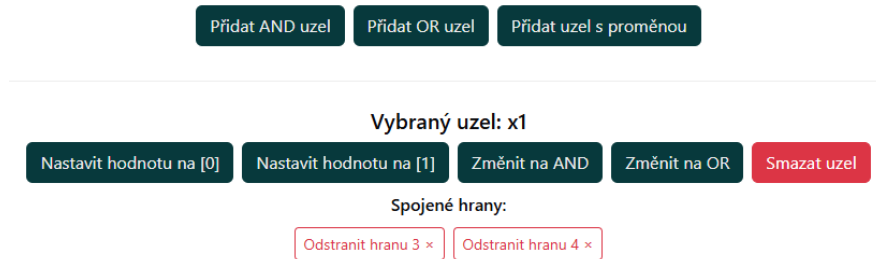 Přidat AND uzel Přidat OR uzel Přidat uzel s proměnou
Vybraný uzel: x1
Nastavit hodnotu na [0] Nastavit hodnotu na [1] Změnit na AND Změnit na OR Smazat uzel
Spojené hrany:
Odstranit hranu 3 × Odstranit hranu 4 ×